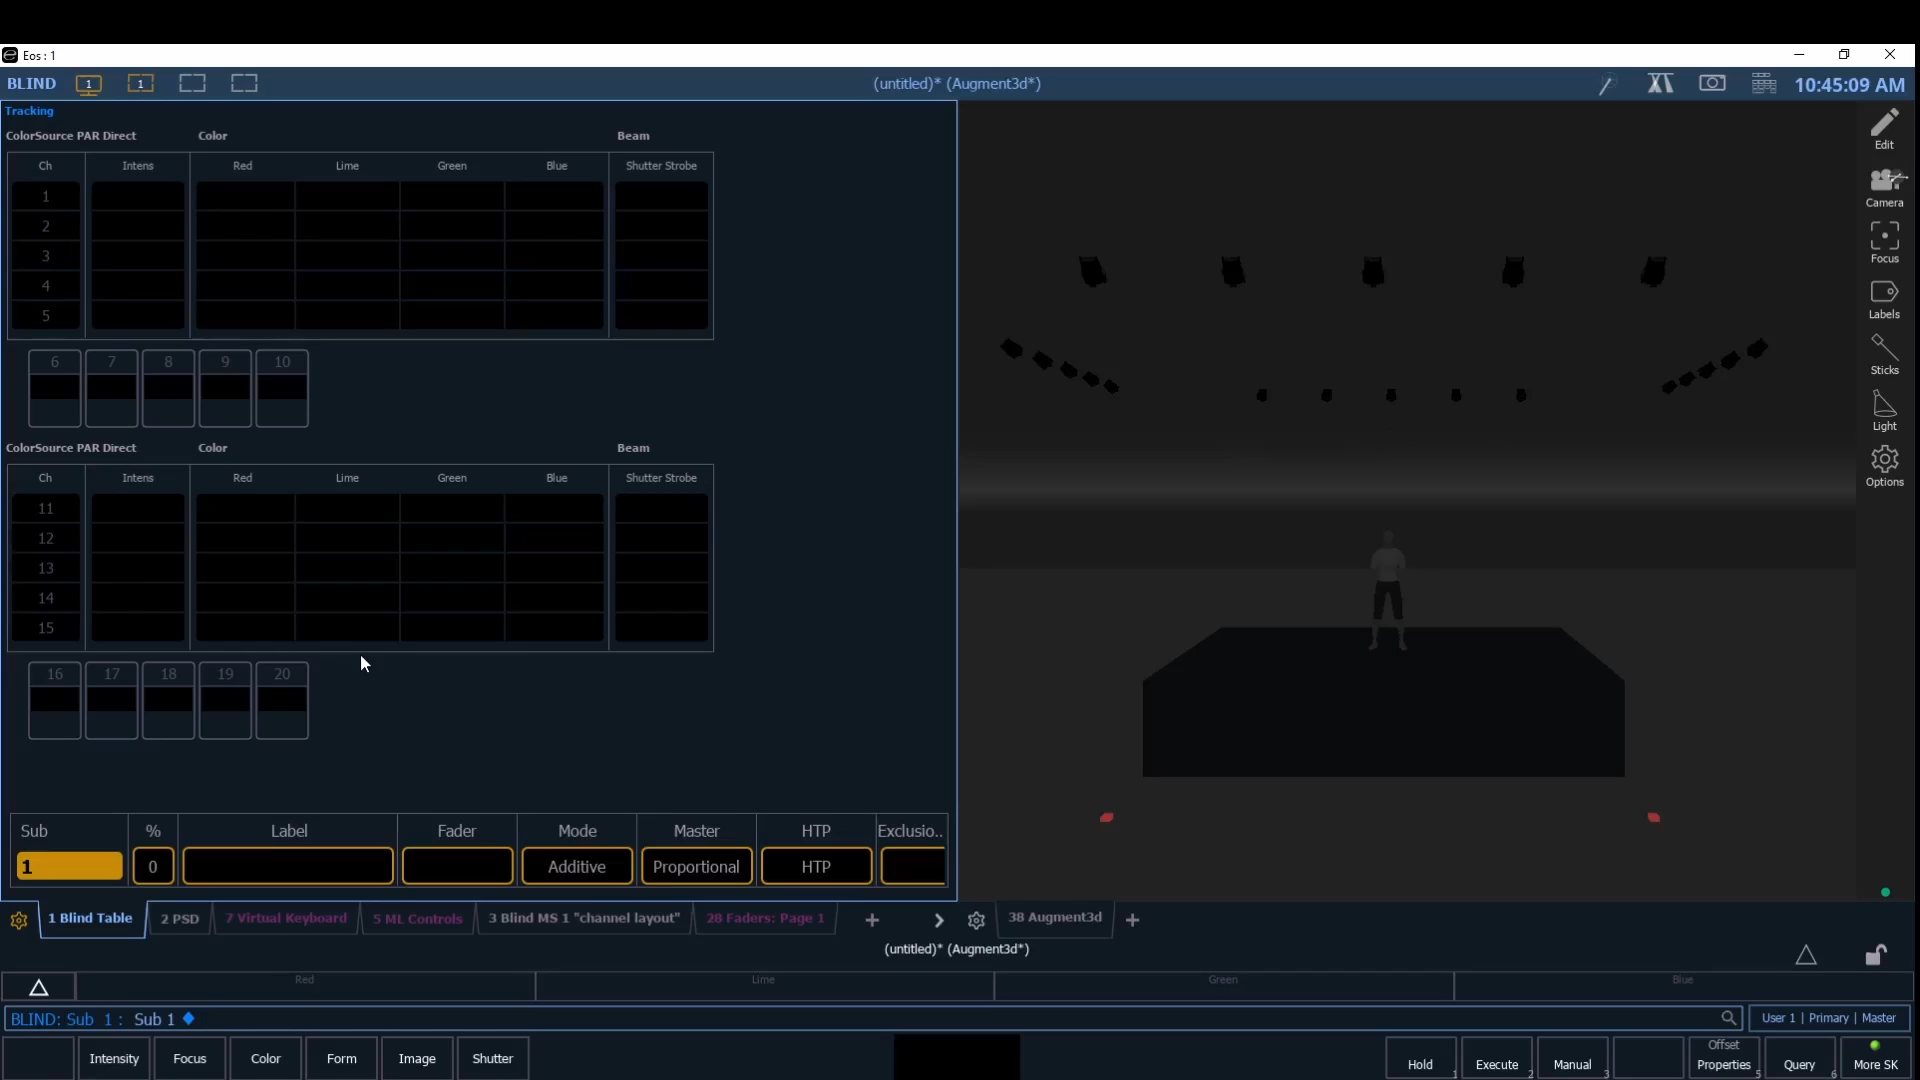 Eos : 1
BLIND 1 1 (untitled)* (Augment3d*) 10:45:09 AM
Tracking
ColorSource PAR Direct Color Beam
Ch Intens Red Lime Green Blue Shutter Strobe
1
2
3
4
5
6 7 8 9 10
ColorSource PAR Direct Color Beam
Ch Intens Red Lime Green Blue Shutter Strobe
11
12
13
14
15
16 17 18 19 20
Sub % Label Fader Mode Master HTP Exclusio..
1 0 Additive Proportional HTP
Edit
Camera
Focus
Labels
Sticks
Light
Options
1 Blind Table 2 PSD 7 Virtual Keyboard 5 ML Controls 3 Blind MS 1 "channel layout" 28 Faders: Page 1 + > 38 Augment3d +
(untitled)* (Augment3d*)
Red Lime Green Blue
BLIND: Sub 1 : Sub 1
User 1 | Primary | Master
Intensity Focus Color Form Image Shutter
Hold 1 Execute 2 Manual 3 Offset Properties 5 Query 6 More SK